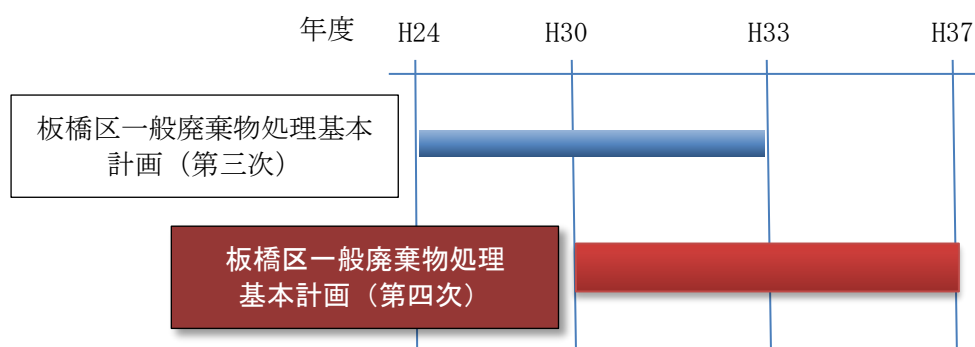 年度 H24 H30 H33 H37
板橋区一般廃棄物処理基本
計画（第三次）
板橋区一般廃棄物処理
基本計画（第四次）